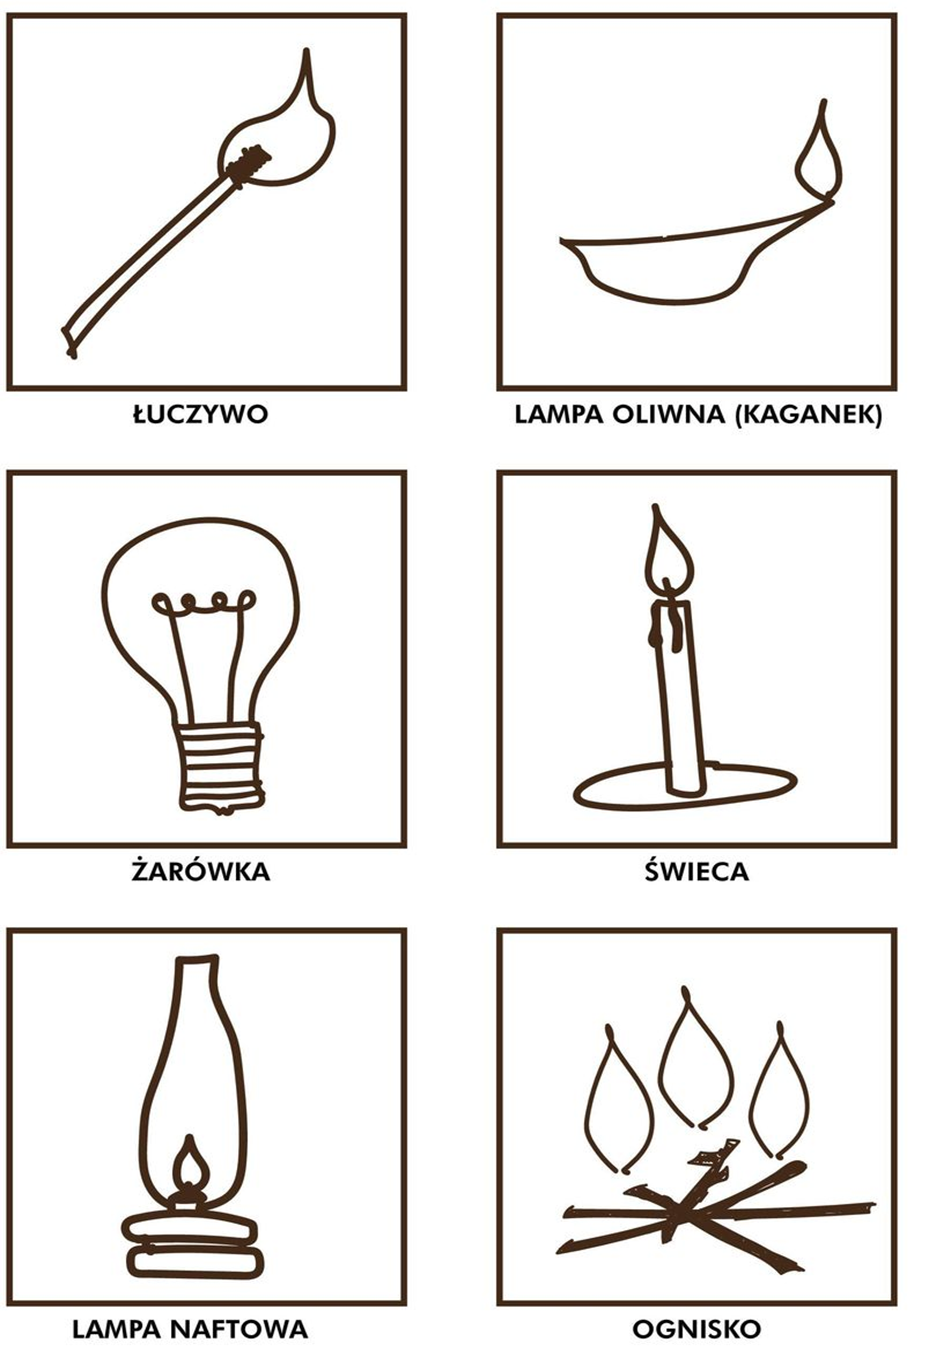 ŁUCZYWO
LAMPA OLIWNA (KAGANEK)
ŻARÓWKA
ŚWIECA
LAMPA NAFTOWA
OGNISKO